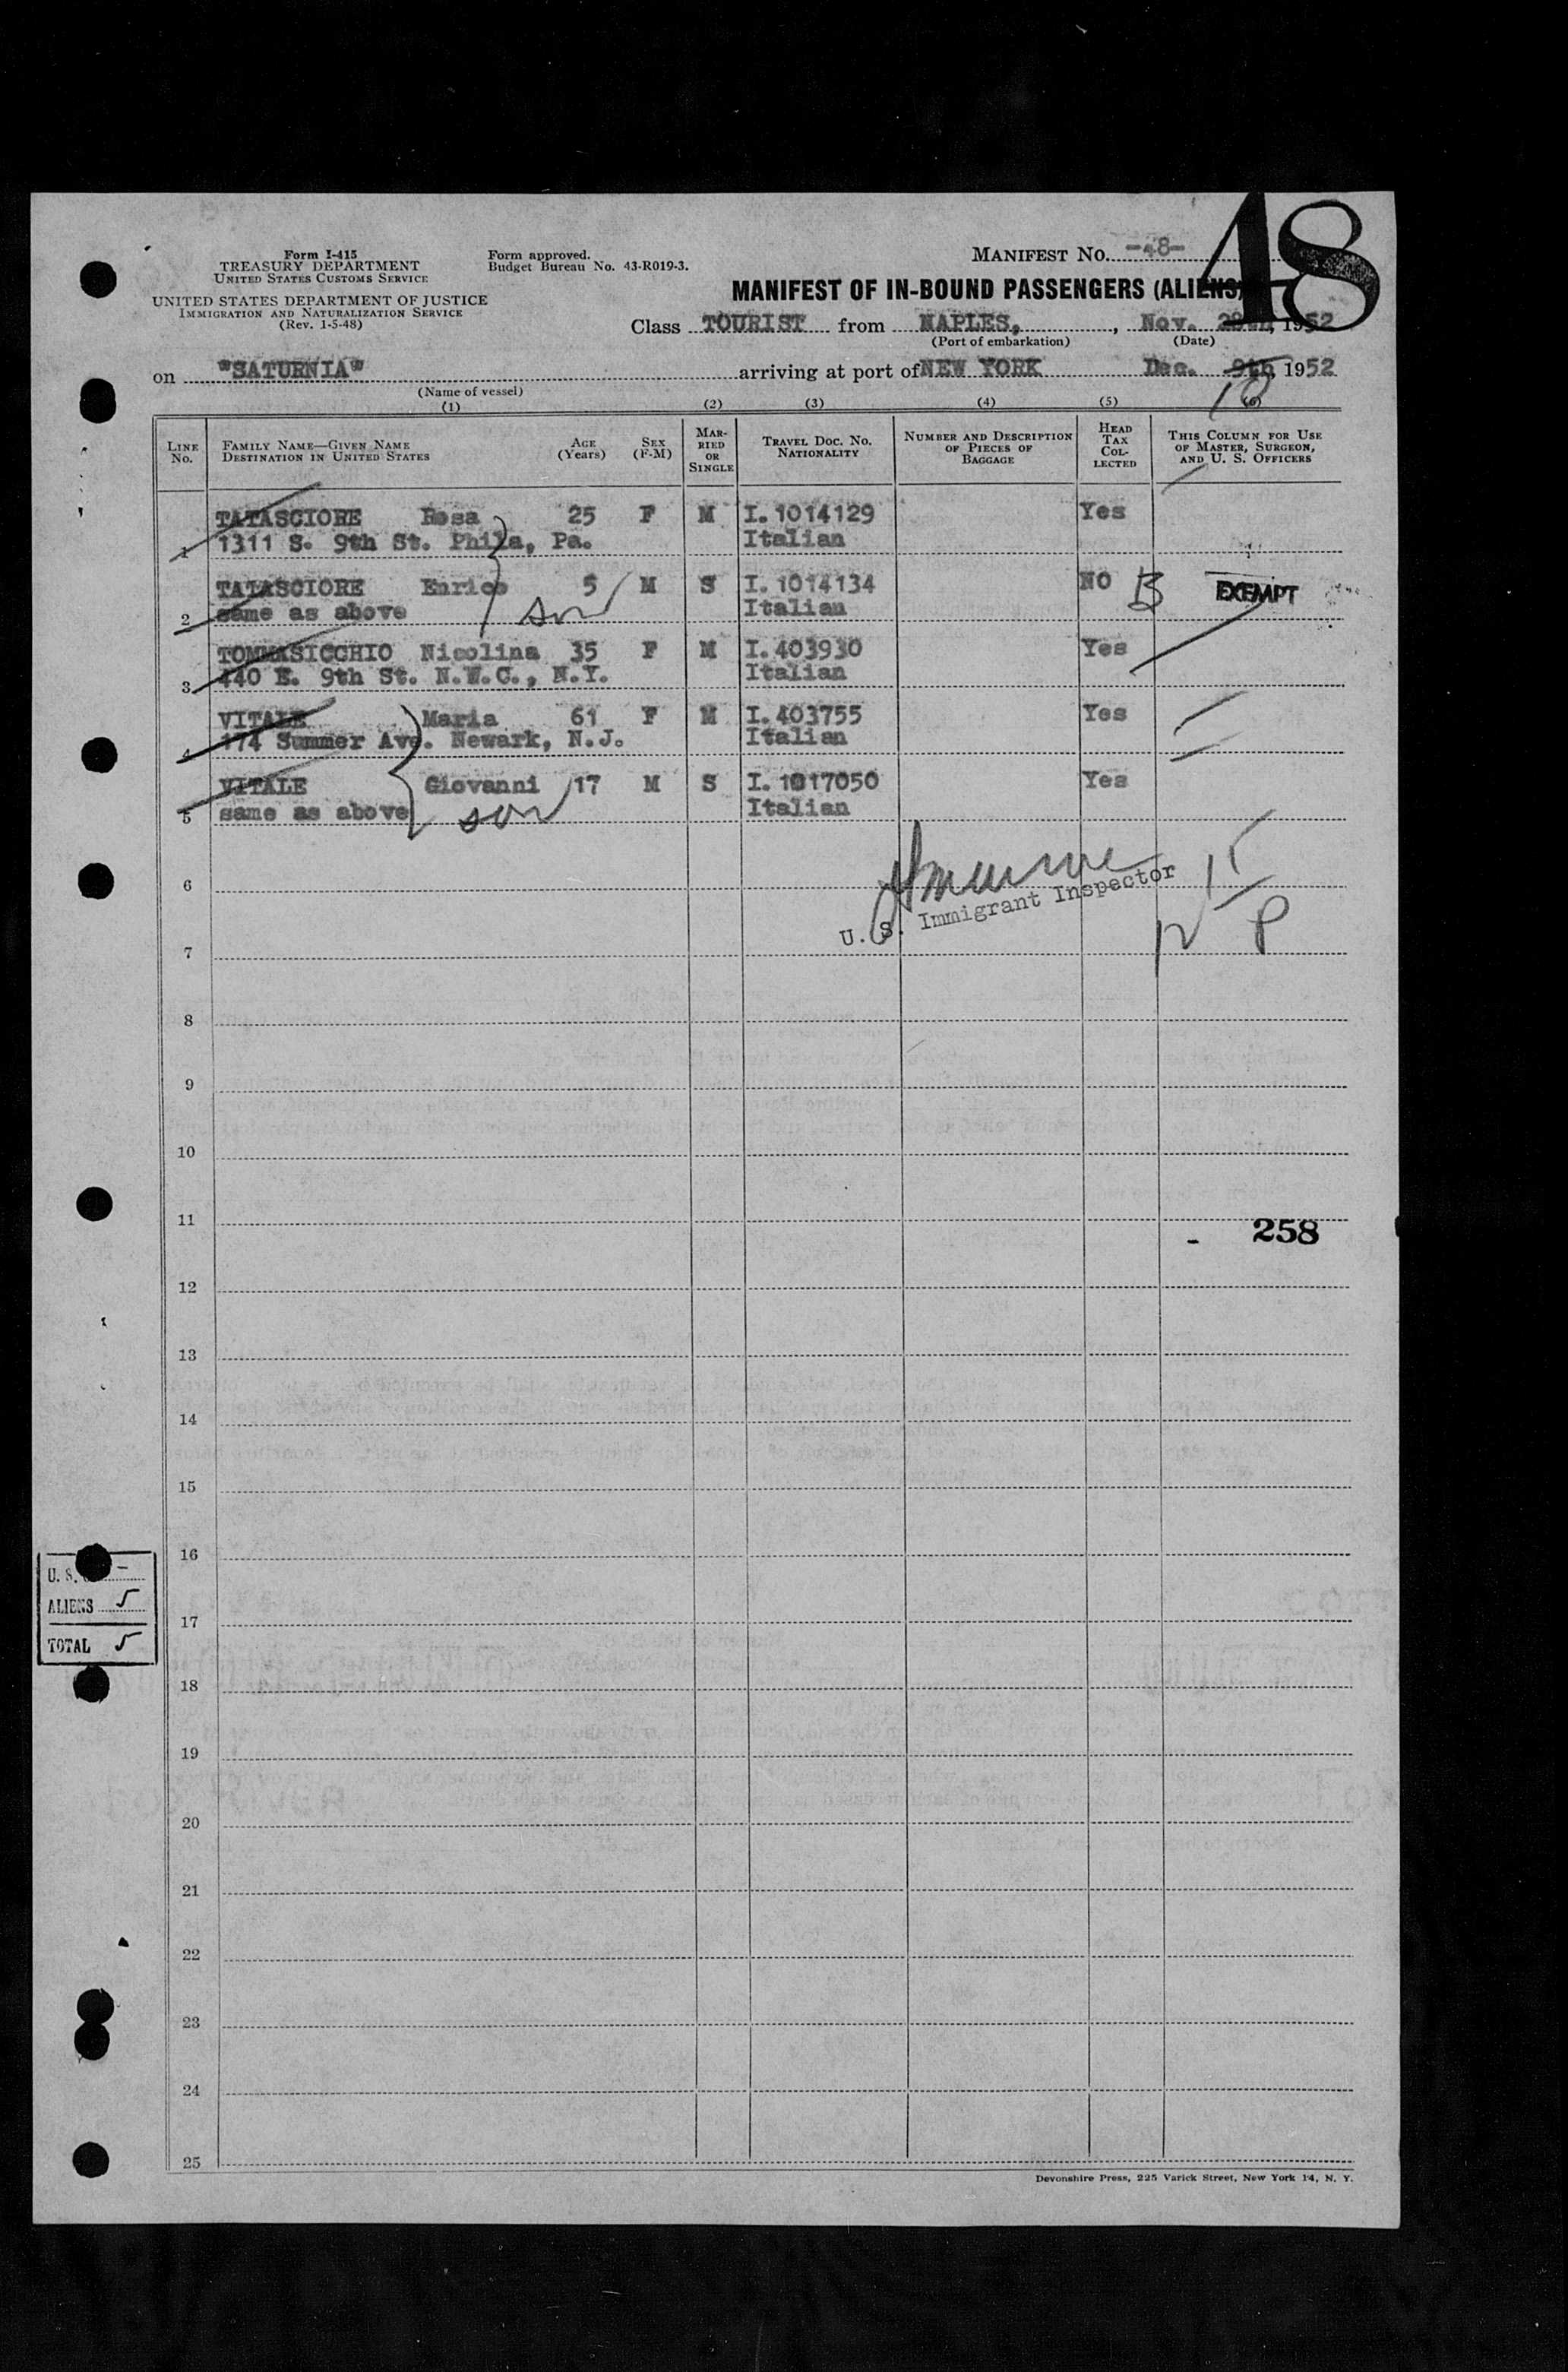 Form I-415
TREASURY DEPARTMENT
UNITED STATES CUSTOMS SERVICE
UNITED STATES DEPARTMENT OF JUSTICE
IMMIGRATION AND NATURALIZATION SERVICE
(Rev. 1-5-48)
Form approved.
Budget Bureau No. 43-R019-3.
MANIFEST NO. -48-
48
MANIFEST OF IN-BOUND PASSENGERS (ALIENS)
Class TOURIST from NAPLES, , Nov. 28th, 1952
(Port of embarkation) (Date)
on "SATURNIA" arriving at port of NEW YORK Dec. 9th 1952
10
(Name of vessel)
(1) (2) (3) (4) (5) (6)
LINE No.
FAMILY NAME—GIVEN NAME DESTINATION IN UNITED STATES
AGE (Years)
SEX (F-M)
MARRIED OR SINGLE
TRAVEL DOC. NO. NATIONALITY
NUMBER AND DESCRIPTION OF PIECES OF BAGGAGE
HEAD TAX COLLECTED
THIS COLUMN FOR USE OF MASTER, SURGEON, AND U. S. OFFICERS
TATASCIORE Rosa 25 F M I. 1014129 Yes
1 1311 S. 9th St. Phila, Pa. Italian
TATASCIORE Enrico 5 M S I. 1014134 NO B EXEMPT
2 same as above son Italian
TOMMASICCHIO Nicolina 35 F M I. 403930 Yes
3 440 E. 9th St. N.W.C., N.Y. Italian
VITALE Maria 61 F M I. 403755 Yes
4 174 Summer Ave. Newark, N.J. Italian
VITALE Giovanni 17 M S I. 1017050 Yes
5 same as above son Italian
6
U. S. Immigrant Inspector
7
P
8
9
10
11
- 258
12
13
14
15
16
U. S. -
ALIENS 5
TOTAL 5
17
18
19
20
21
22
23
24
25
Devonshire Press, 225 Varick Street, New York 14, N. Y.